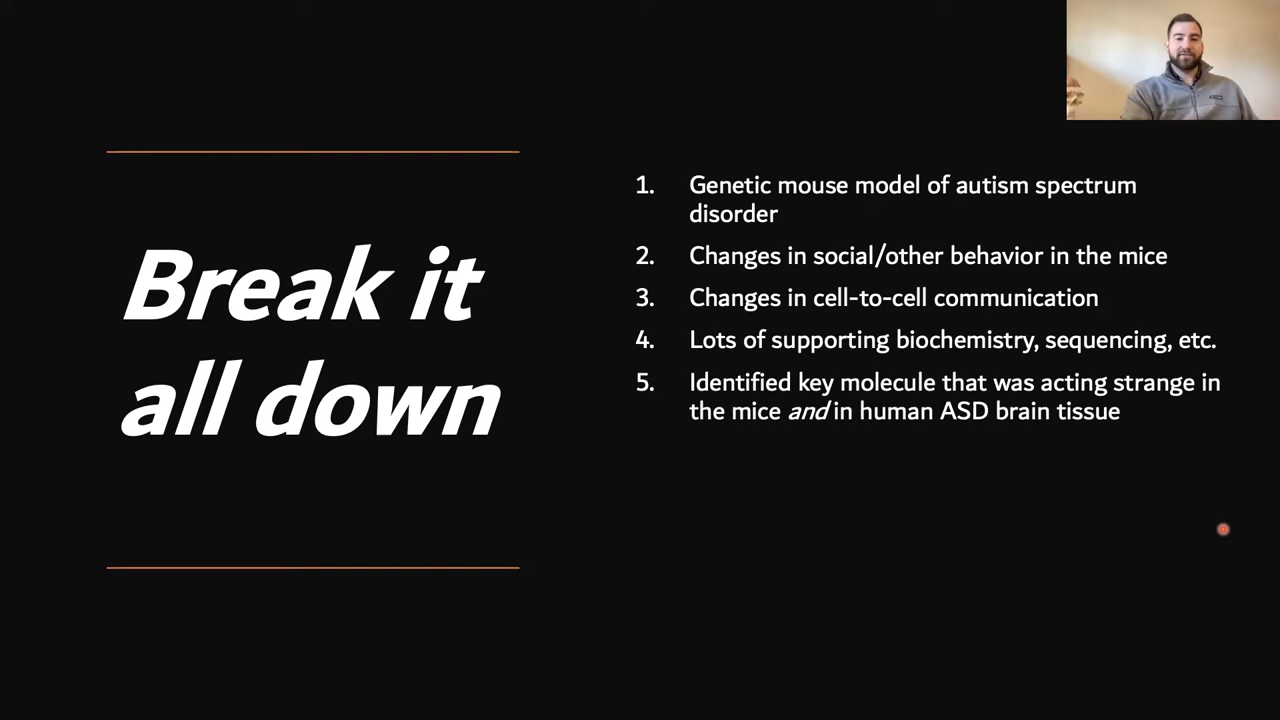 Break it
all down
1. Genetic mouse model of autism spectrum
disorder
2. Changes in social/other behavior in the mice
3. Changes in cell-to-cell communication
4. Lots of supporting biochemistry, sequencing, etc.
5. Identified key molecule that was acting strange in
the mice and in human ASD brain tissue